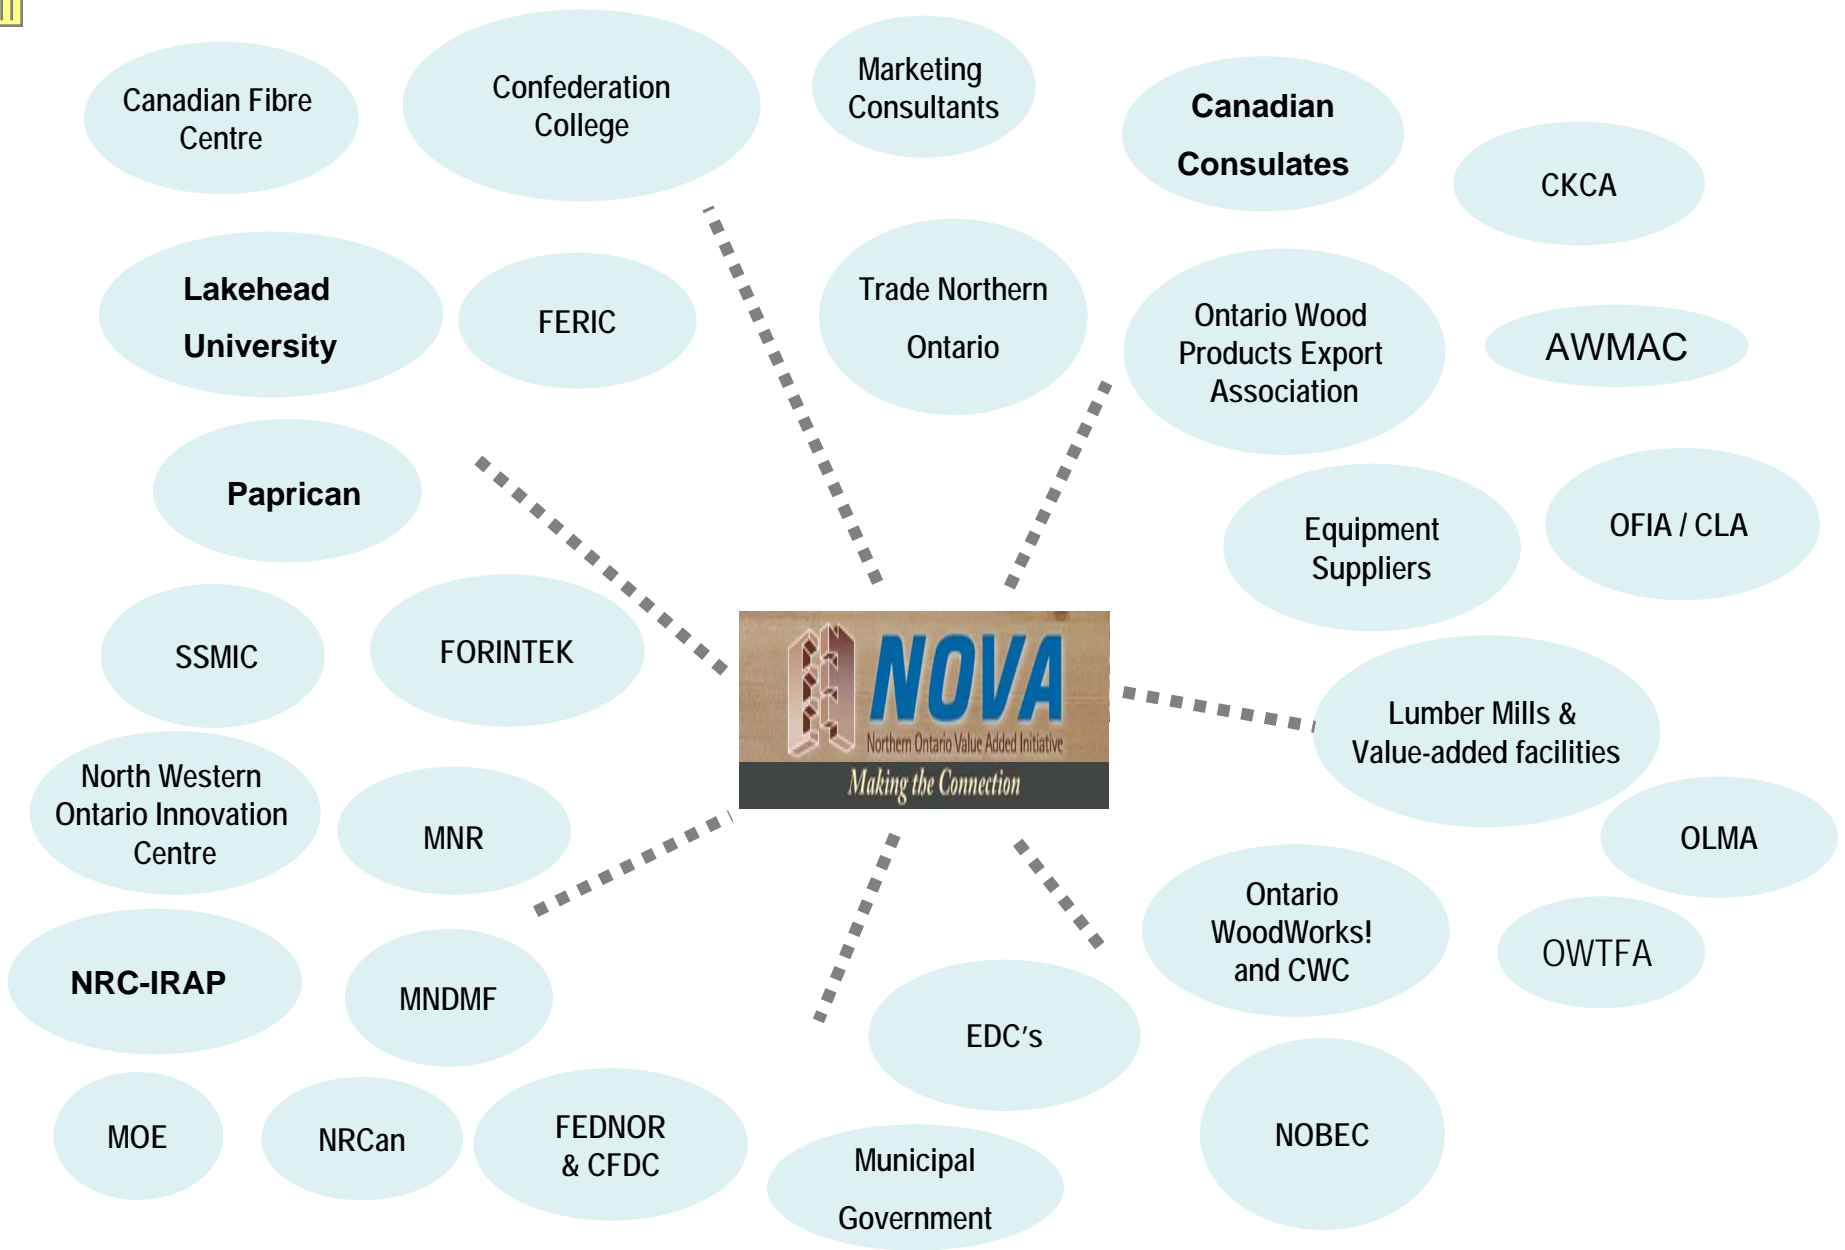 Canadian Fibre
Centre
Confederation
College
Marketing
Consultants
Canadian
Consulates
CKCA
Lakehead
University
FERIC
Trade Northern
Ontario
Ontario Wood
Products Export
Association
AWMAC
Paprican
Equipment
Suppliers
OFIA / CLA
SSMIC
FORINTEK
NOVA
Northern Ontario Value Added Initiative
Making the Connection
Lumber Mills &
Value-added facilities
North Western
Ontario Innovation
Centre
MNR
OLMA
Ontario
WoodWorks!
and CWC
OWTFA
NRC-IRAP
MNDMF
EDC's
MOE
NRCan
FEDNOR
& CFDC
Municipal
Government
NOBEC